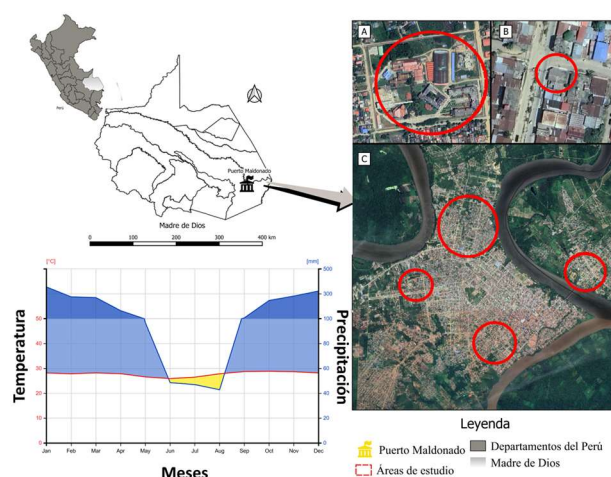 Perú
Puerto Maldonado
Madre de Dios
0 100 200 300 400 km
A
B
C
[°C]
[mm]
Temperatura
Precipitación
50
40
30
20
10
0
500
300
100
80
60
40
20
0
Jan Feb Mar Apr May Jun Jul Aug Sep Oct Nov Dec
Meses
Leyenda
Puerto Maldonado
Departamentos del Perú
Áreas de estudio
Madre de Dios